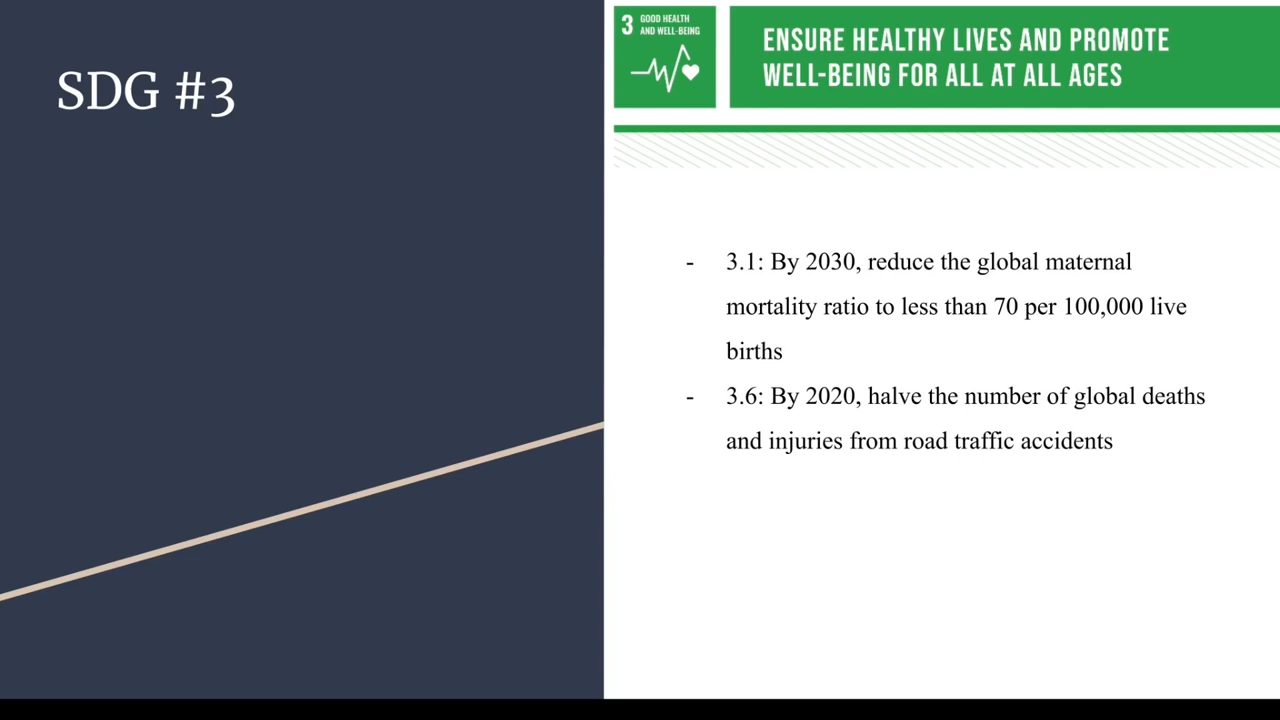 SDG #3
3 GOOD HEALTH
AND WELL-BEING
ENSURE HEALTHY LIVES AND PROMOTE
WELL-BEING FOR ALL AT ALL AGES
- 3.1: By 2030, reduce the global maternal
mortality ratio to less than 70 per 100,000 live
births
- 3.6: By 2020, halve the number of global deaths
and injuries from road traffic accidents